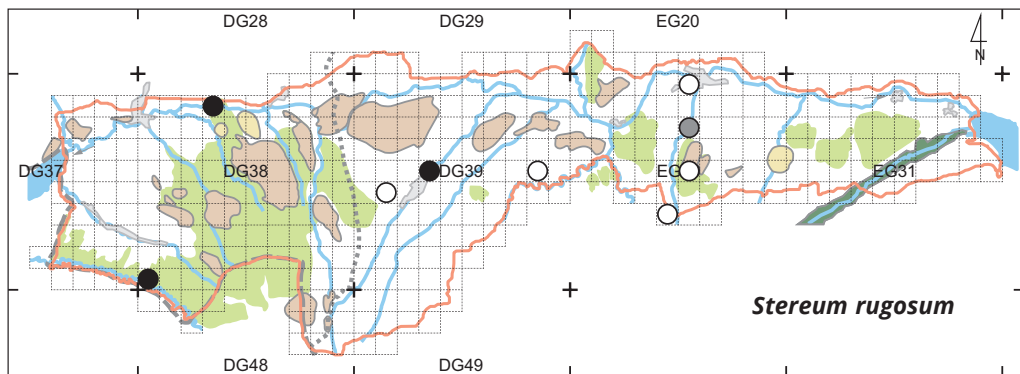 DG28 DG29 EG20
N
DG37 DG38 DG39 EG EG31
Stereum rugosum
DG48 DG49